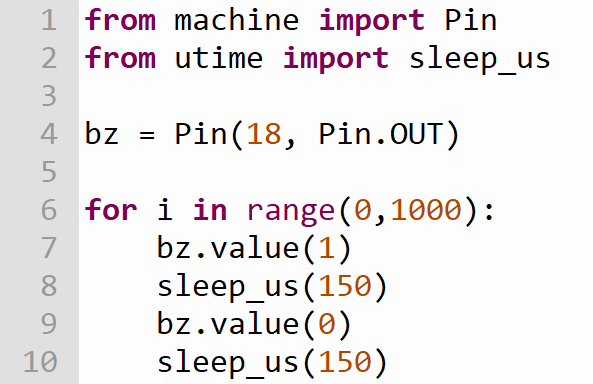 1 from machine import Pin
2 from utime import sleep_us
3
4 bz = Pin(18, Pin.OUT)
5
6 for i in range(0,1000):
7     bz.value(1)
8     sleep_us(150)
9     bz.value(0)
10     sleep_us(150)